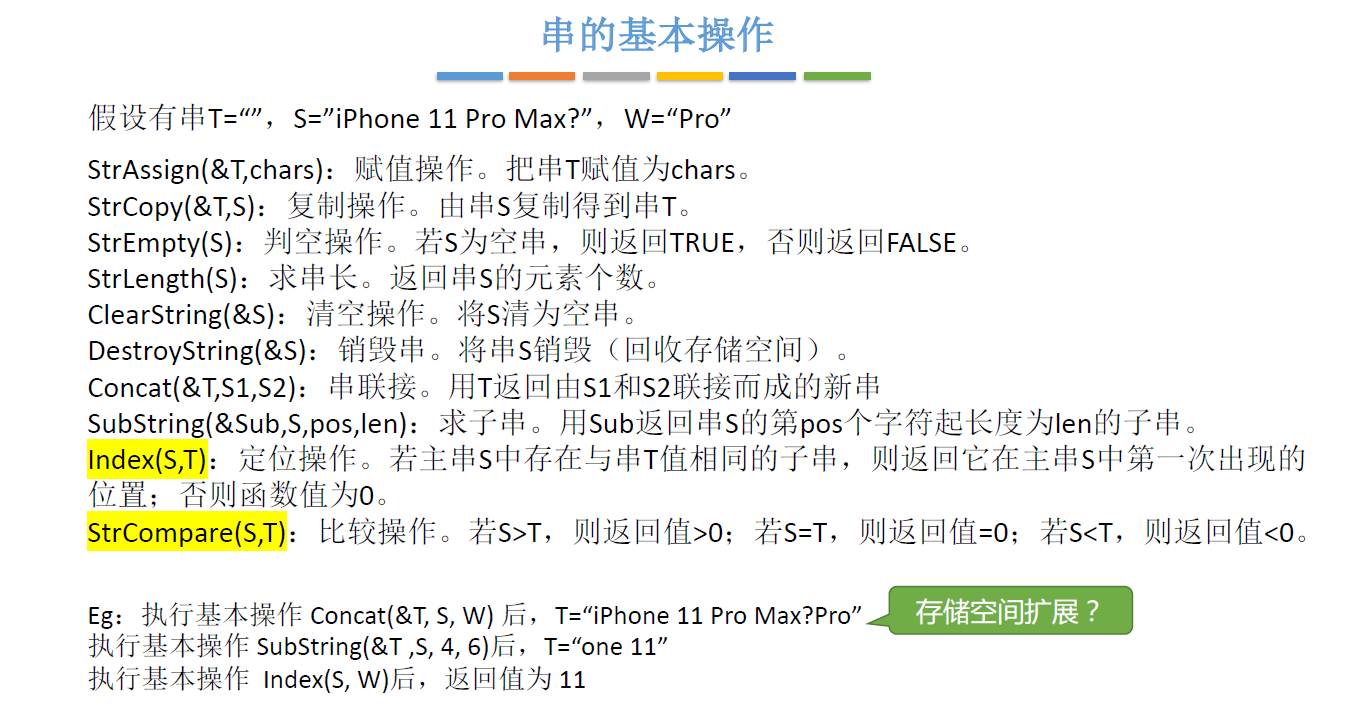 串的基本操作
假设有串T=“”，S=”iPhone 11 Pro Max?”，W=“Pro”
StrAssign(&T,chars)：赋值操作。把串T赋值为chars。
StrCopy(&T,S)：复制操作。由串S复制得到串T。
StrEmpty(S)：判空操作。若S为空串，则返回TRUE，否则返回FALSE。
StrLength(S)：求串长。返回串S的元素个数。
ClearString(&S)：清空操作。将S清为空串。
DestroyString(&S)：销毁串。将串S销毁（回收存储空间）。
Concat(&T,S1,S2)：串联接。用T返回由S1和S2联接而成的新串
SubString(&Sub,S,pos,len)：求子串。用Sub返回串S的第pos个字符起长度为len的子串。
Index(S,T)：定位操作。若主串S中存在与串T值相同的子串，则返回它在主串S中第一次出现的
位置；否则函数值为0。
StrCompare(S,T)：比较操作。若S>T，则返回值>0；若S=T，则返回值=0；若S<T，则返回值<0。
Eg：执行基本操作 Concat(&T, S, W) 后，T=“iPhone 11 Pro Max?Pro”
存储空间扩展？
执行基本操作 SubString(&T ,S, 4, 6)后，T=“one 11”
执行基本操作 Index(S, W)后，返回值为 11